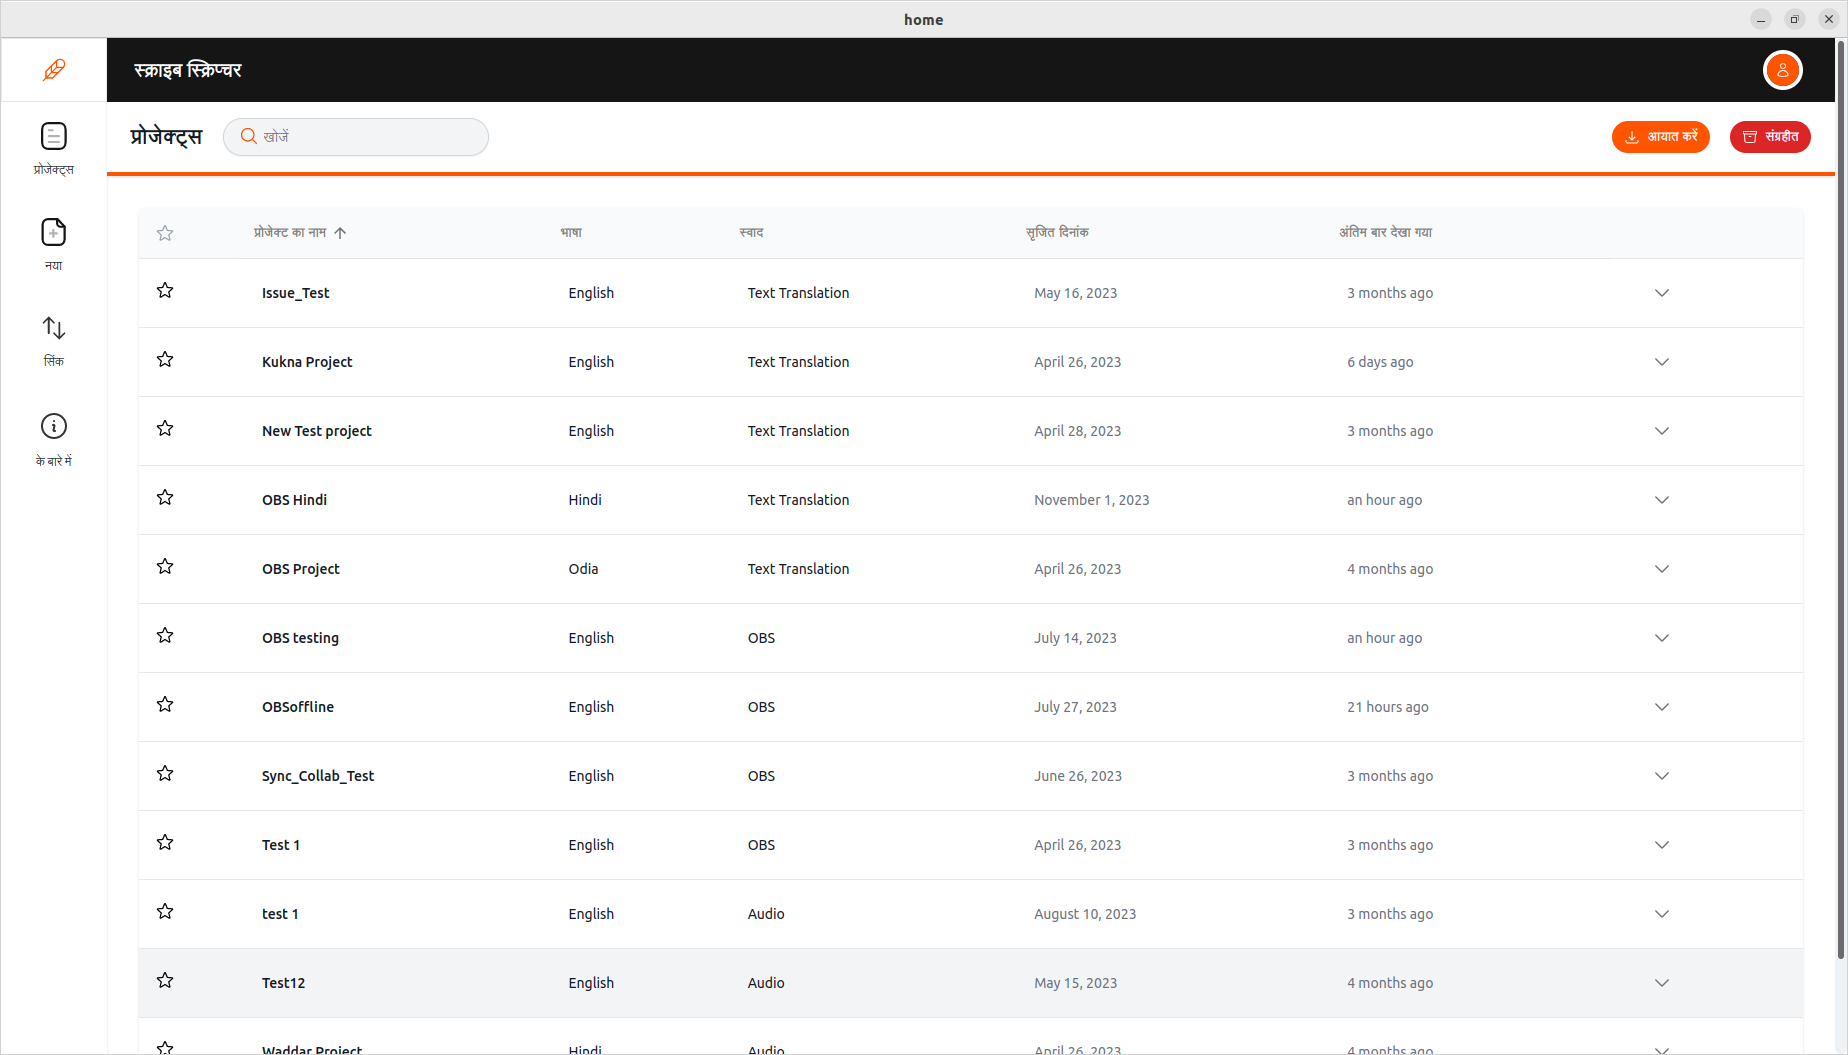 home
स्क्राइब स्क्रिप्चर
प्रोजेक्ट्स
खोजें
आयात करें
संग्रहीत
प्रोजेक्ट्स
नया
सिंक
के बारे में
प्रोजेक्ट का नाम भाषा स्वाद सृजित दिनांक अंतिम बार देखा गया
Issue_Test English Text Translation May 16, 2023 3 months ago
Kukna Project English Text Translation April 26, 2023 6 days ago
New Test project English Text Translation April 28, 2023 3 months ago
OBS Hindi Hindi Text Translation November 1, 2023 an hour ago
OBS Project Odia Text Translation April 26, 2023 4 months ago
OBS testing English OBS July 14, 2023 an hour ago
OBSoffline English OBS July 27, 2023 21 hours ago
Sync_Collab_Test English OBS June 26, 2023 3 months ago
Test 1 English OBS April 26, 2023 3 months ago
test 1 English Audio August 10, 2023 3 months ago
Test12 English Audio May 15, 2023 4 months ago
Waddar Project Hindi Audio April 26, 2023 4 months ago